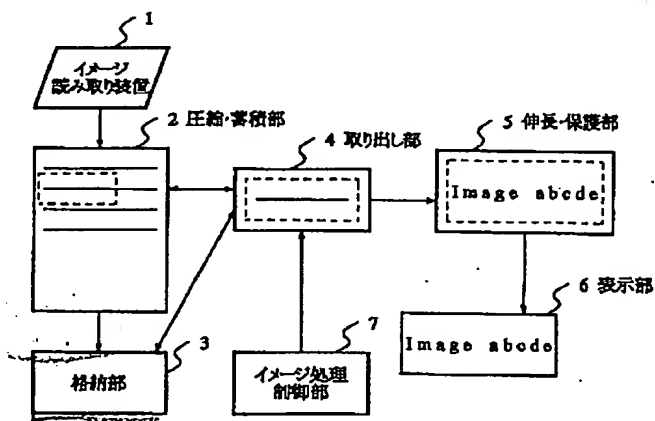 1
イメージ
読み取り装置
2 圧縮・蓄積部
4 取り出し部
5 伸長・保護部
Image abcde
6 表示部
Image abcde
3
格納部
7
イメージ処理
制御部